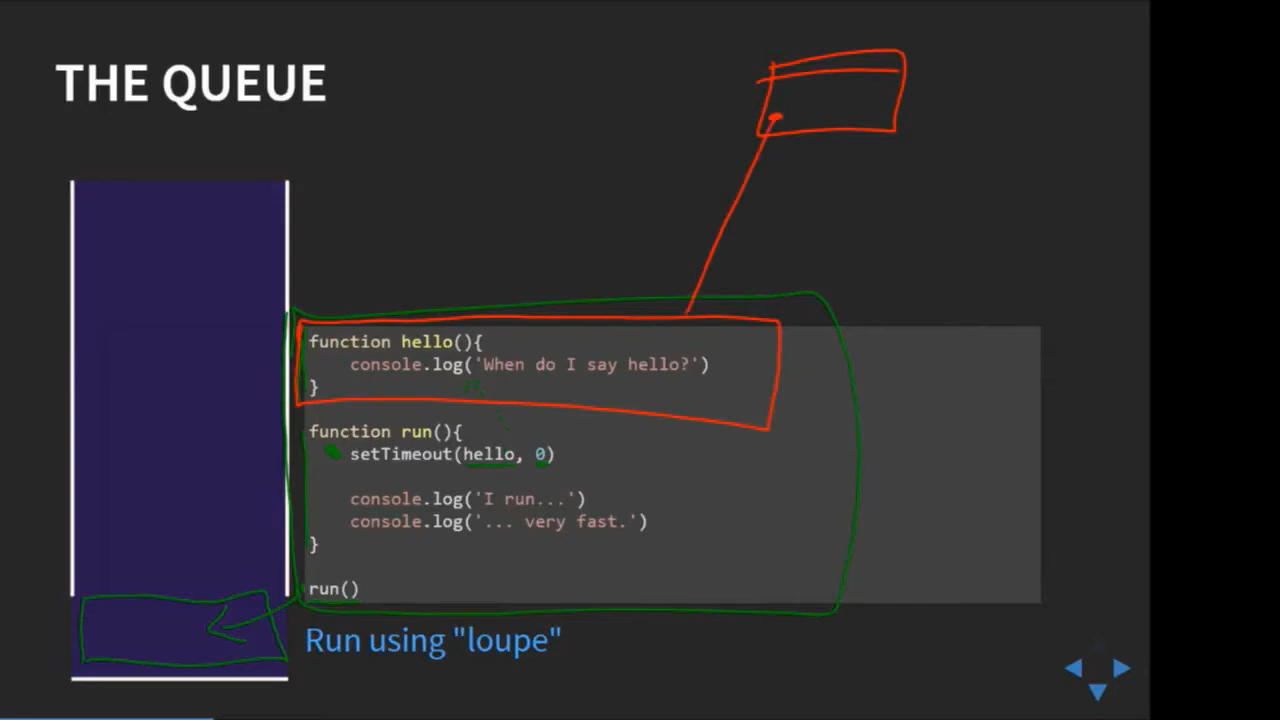 THE QUEUE
function hello(){
    console.log('When do I say hello?')
}
function run(){
    setTimeout(hello, 0)
    console.log('I run...')
    console.log('... very fast.')
}
run()
Run using "loupe"